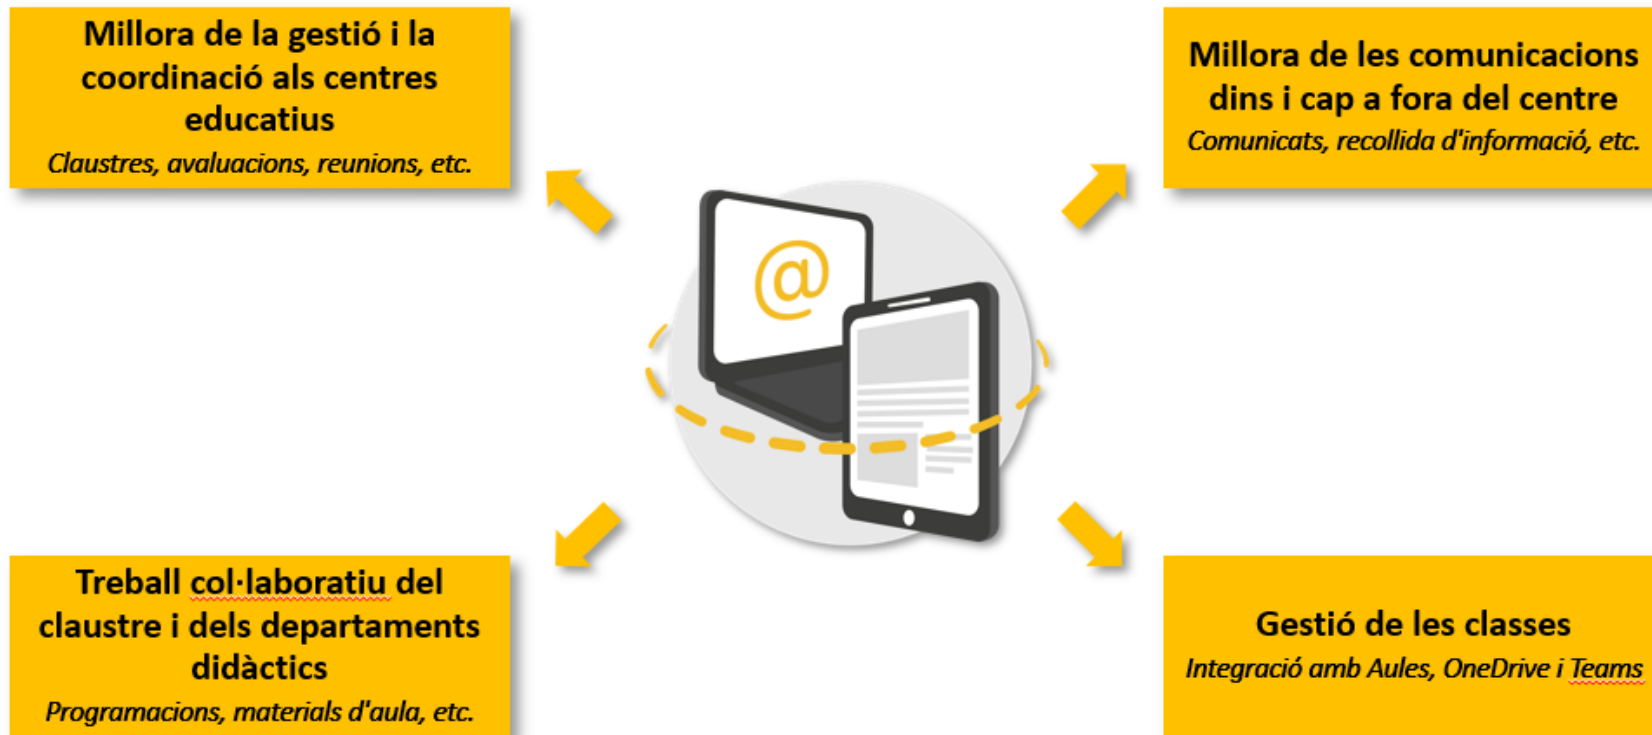 Millora de la gestió i la
coordinació als centres
educatius
Claustres, avaluacions, reunions, etc.
Millora de les comunicacions
dins i cap a fora del centre
Comunicats, recollida d'informació, etc.
@
Treball col·laboratiu del
claustre i dels departaments
didàctics
Programacions, materials d'aula, etc.
Gestió de les classes
Integració amb Aules, OneDrive i Teams